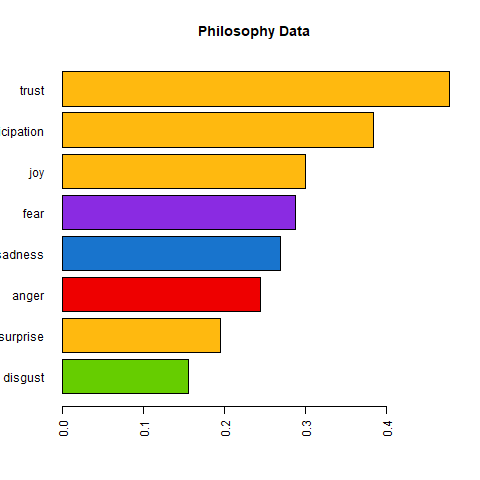 Philosophy Data
trust
cipation
joy
fear
sadness
anger
surprise
disgust
0.0 0.1 0.2 0.3 0.4